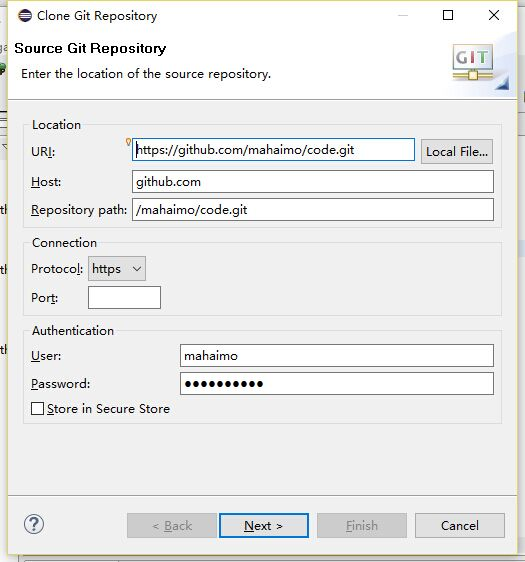 Clone Git Repository
Source Git Repository
Enter the location of the source repository.
GIT
Location
URI: https://github.com/mahaimo/code.git Local File...
Host: github.com
Repository path: /mahaimo/code.git
Connection
Protocol: https
Port:
Authentication
User: mahaimo
Password: ●●●●●●●●●●
Store in Secure Store
? < Back Next > Finish Cancel